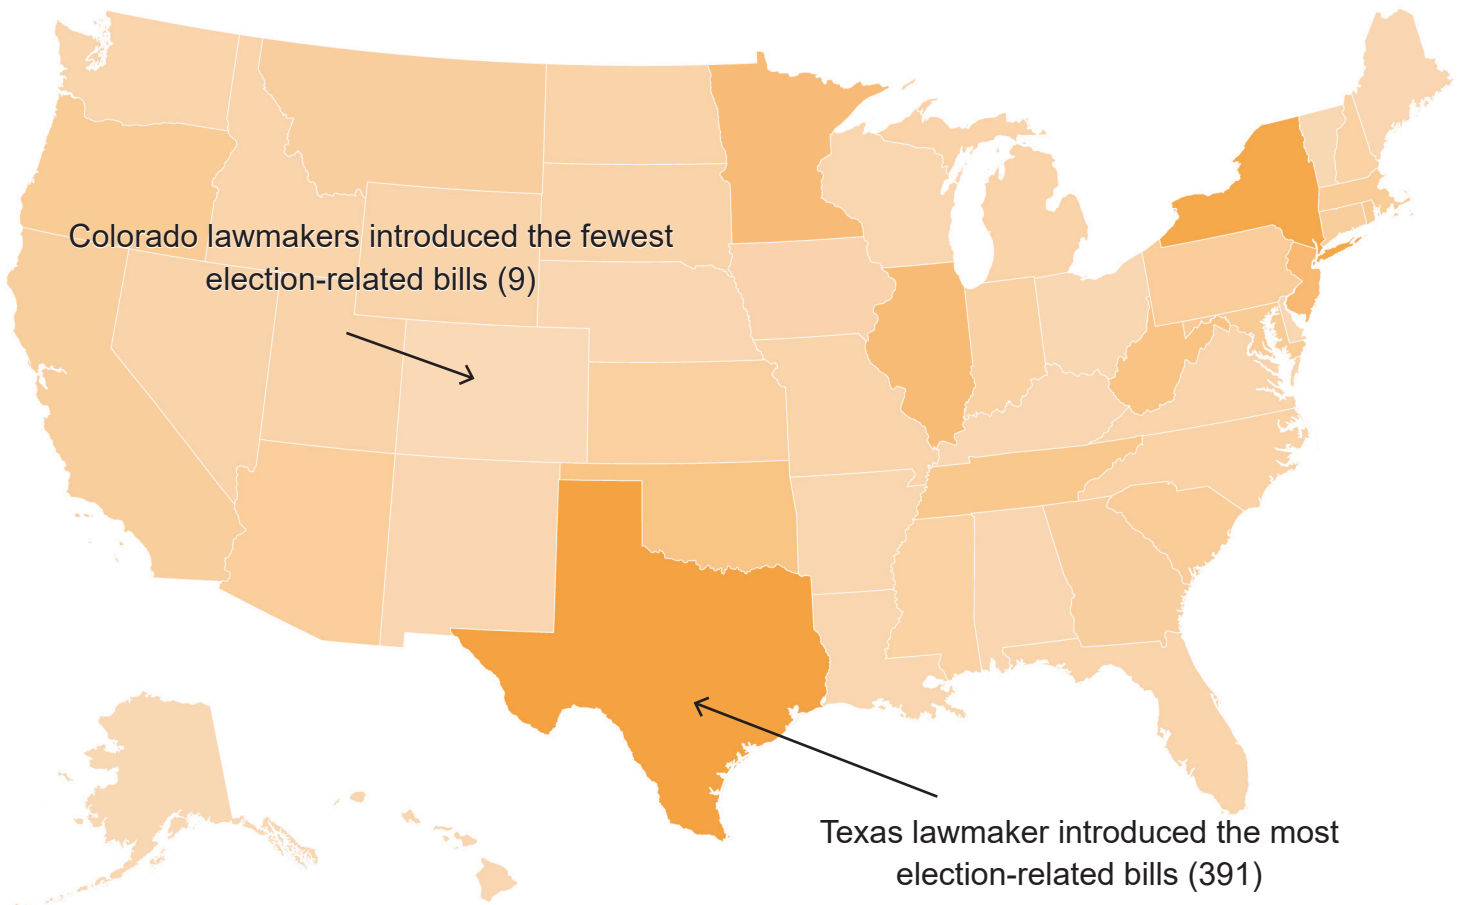 Colorado lawmakers introduced the fewest
election-related bills (9)
Texas lawmaker introduced the most
election-related bills (391)